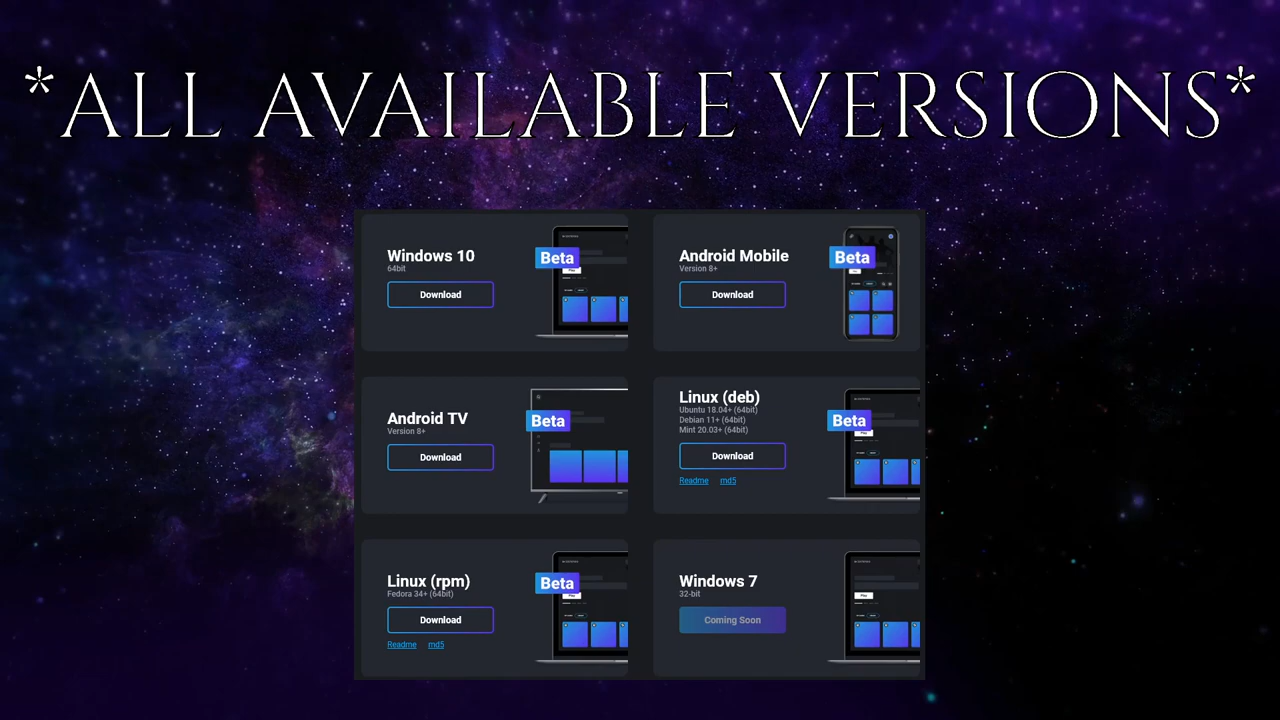 *ALL AVAILABLE VERSIONS*
Windows 10
64bit
Download
Beta
Android Mobile
Version 8+
Download
Beta
Android TV
Version 8+
Download
Beta
Linux (deb)
Ubuntu 18.04+ (64bit)
Debian 11+ (64bit)
Mint 20.03+ (64bit)
Download
Readme md5
Beta
Linux (rpm)
Fedora 34+ (64bit)
Download
Readme md5
Beta
Windows 7
32-bit
Coming Soon